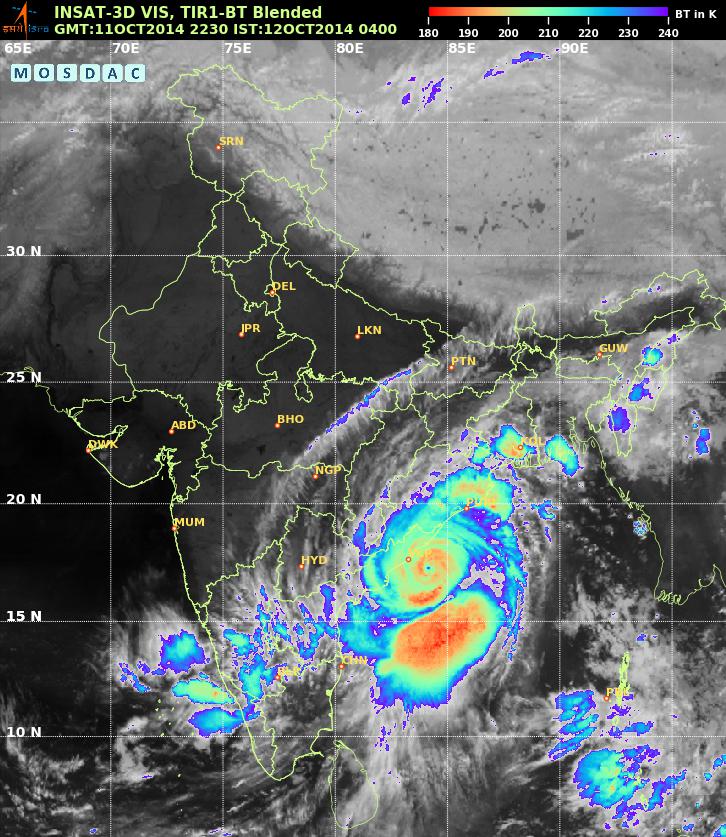 INSAT-3D VIS, TIR1-BT Blended
GMT:11OCT2014 2230 IST:12OCT2014 0400
BT in K
180 190 200 210 220 230 240
65E 70E 75E 80E 85E 90E
MOSDAC
SRN
30 N
DEL
JPR
LKN
GUW
PTN
25 N
ABD
BHO
DWK
KOL
NGP
20 N
MUM
HYD
15 N
CHN
10 N